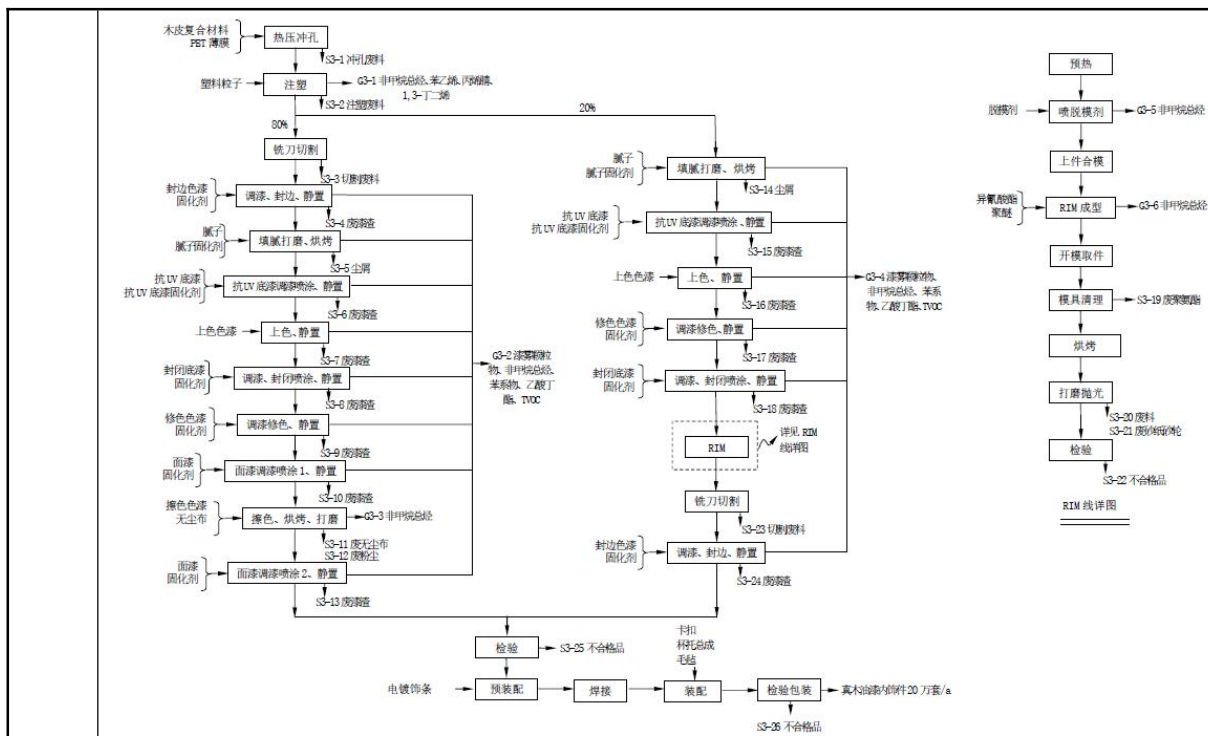 木皮复合材料
PET 薄膜
热压冲孔
S3-1 冲孔废料
塑料粒子
注塑
G3-1 非甲烷总烃、苯乙烯、丙烯腈、
1,3-丁二烯
S3-2 注塑废料
80%
20%
铣刀切割
S3-3 切割废料
封边色漆
固化剂
调漆、封边、静置
S3-4 废漆渣
腻子
腻子固化剂
填腻打磨、烘烤
S3-5 尘屑
抗 UV 底漆
抗 UV 底漆固化剂
抗UV 底漆调漆喷涂、静置
S3-6 废漆渣
上色色漆
上色、静置
S3-7 废漆渣
封闭底漆
固化剂
调漆、封闭喷涂、静置
S3-8 废漆渣
修色色漆
固化剂
调漆修色、静置
S3-9 废漆渣
面漆
固化剂
面漆调漆喷涂 1、静置
S3-10 废漆渣
擦色色漆
无尘布
擦色、烘烤、打磨
G3-3 非甲烷总烃
S3-11 废无尘布
S3-12 废粉尘
面漆
固化剂
面漆调漆喷涂 2、静置
S3-13 废漆渣
G3-2 漆雾颗粒
物、非甲烷总烃、
苯系物、乙酸丁
酯、TVOC
腻子
腻子固化剂
填腻打磨、烘烤
S3-14 尘屑
抗 UV 底漆
抗 UV 底漆固化剂
抗UV 底漆调漆喷涂、静置
S3-15 废漆渣
上色色漆
上色、静置
S3-16 废漆渣
修色色漆
固化剂
调漆修色、静置
S3-17 废漆渣
封闭底漆
固化剂
调漆、封闭喷涂、静置
S3-18 废漆渣
RIM
详见 RIM
线详图
铣刀切割
S3-23 切割废料
封边色漆
固化剂
调漆、封边、静置
S3-24 废漆渣
G3-4 漆雾颗粒物、
非甲烷总烃、苯系
物、乙酸丁酯、TVOC
预热
脱模剂
喷脱模剂
G3-5 非甲烷总烃
上件合模
异氰酸酯
聚醚
RIM 成型
G3-6 非甲烷总烃
开模取件
模具清理
S3-19 废聚氨酯
烘烤
打磨抛光
S3-20 废料
S3-21 废砂纸砂轮
检验
S3-22 不合格品
RIM 线详图
检验
S3-25 不合格品
卡扣
杯托总成
毛毡
电镀饰条
预装配
焊接
装配
检验包装
真木油漆内饰件 20 万套/a
S3-26 不合格品